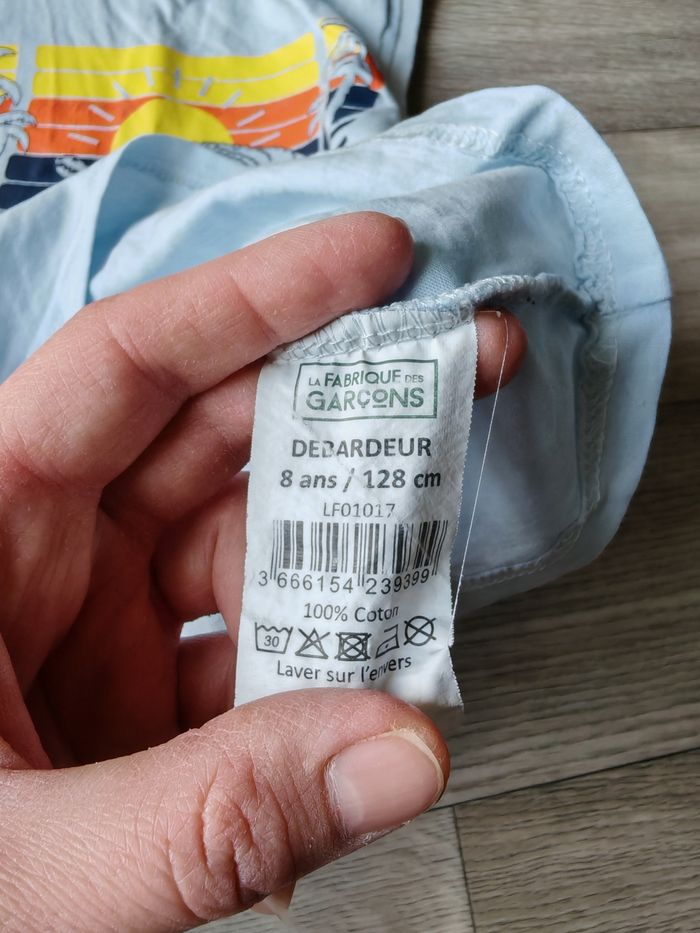 LA FABRIQUE DES
GARÇONS
DEBARDEUR
8 ans / 128 cm
LF01017
3 666154 239399
100% Coton
30
Laver sur l'envers